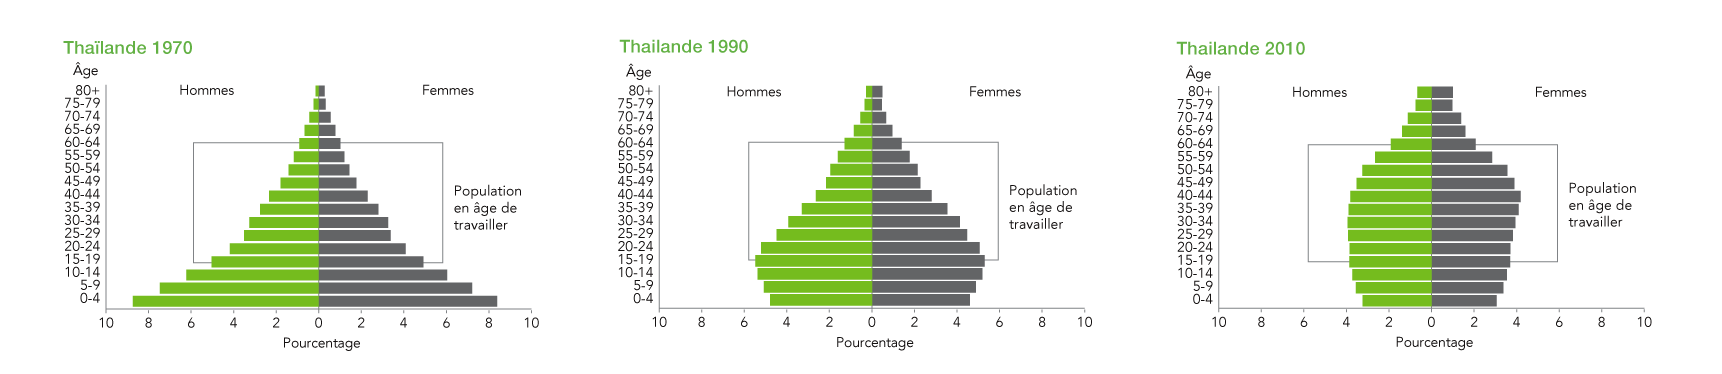 Thaïlande 1970
Âge
Hommes
Femmes
80+
75-79
70-74
65-69
60-64
55-59
50-54
45-49
40-44
35-39
30-34
25-29
20-24
15-19
10-14
5-9
0-4
Population
en âge de
travailler
10 8 6 4 2 0 2 4 6 8 10
Pourcentage
Thailande 1990
Âge
Hommes
Femmes
80+
75-79
70-74
65-69
60-64
55-59
50-54
45-49
40-44
35-39
30-34
25-29
20-24
15-19
10-14
5-9
0-4
Population
en âge de
travailler
10 8 6 4 2 0 2 4 6 8 10
Pourcentage
Thailande 2010
Âge
Hommes
Femmes
80+
75-79
70-74
65-69
60-64
55-59
50-54
45-49
40-44
35-39
30-34
25-29
20-24
15-19
10-14
5-9
0-4
Population
en âge de
travailler
10 8 6 4 2 0 2 4 6 8 10
Pourcentage